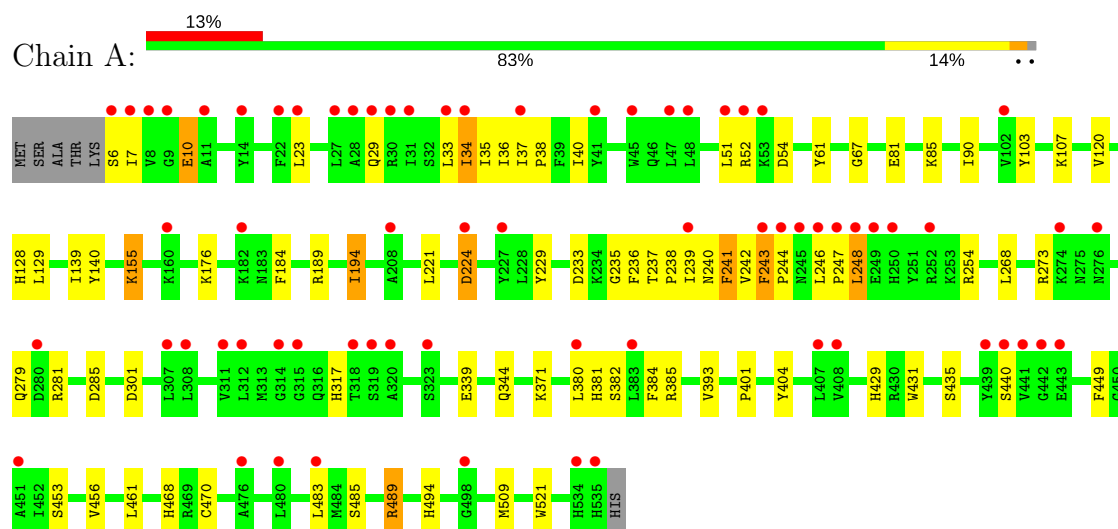 13%
Chain A:
83% 14% • •
MET SER ALA THR LYS S6 I7 V8 G9 E10 A11 Y14 F22 L23 L27 A28 Q29 R30 I31 S32 L33 I34 I35 I36 I37 P38 F39 I40 Y41 W45 Q46 L47 L48 L51 R52 K53 D54 Y61 G67 E81 K85 I90 V102 Y103 K107 V120
H128 L129 I139 Y140 K155 K160 K176 K182 N183 F184 R189 I194 A208 L221 D224 Y227 L228 Y229 D233 K234 G235 F236 T237 P238 I239 N240 F241 V242 F243 P244 N245 L246 P247 L248 E249 H250 Y251 R252 K253 R254 L268 R273 K274 N275 N276
Q279 D280 R281 D285 D301 L307 L308 V311 L312 M313 G314 G315 Q316 H317 T318 S319 A320 S323 E339 Q344 K371 L380 H381 S382 L383 F384 R385 V393 P401 Y404 L407 V408 H429 R430 W431 S435 Y439 S440 V441 G442 E443 F449 G450
A451 I452 S453 V456 L461 H468 R469 C470 A476 L480 L483 M484 S485 R489 H494 G498 M509 W521 H534 H535 HIS